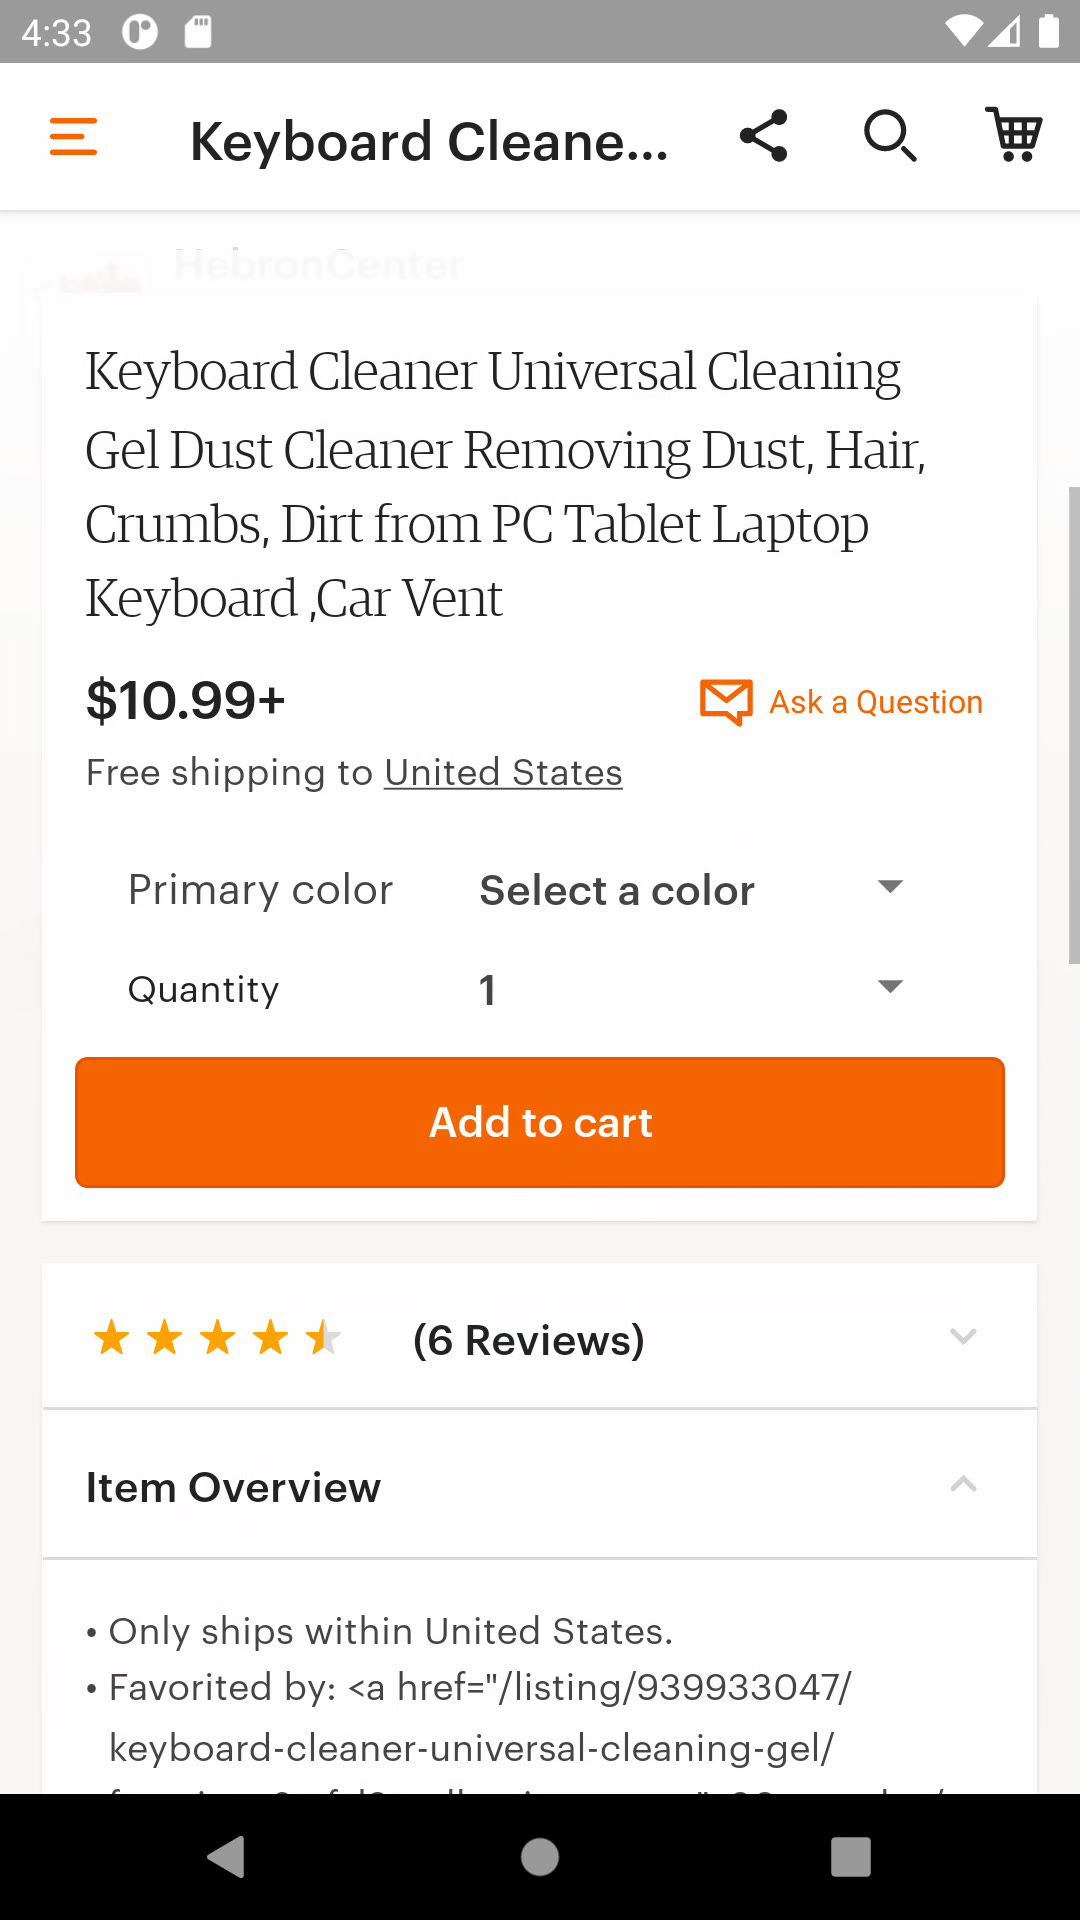 4:33
Keyboard Cleane...
HebronCenter
Keyboard Cleaner Universal Cleaning
Gel Dust Cleaner Removing Dust, Hair,
Crumbs, Dirt from PC Tablet Laptop
Keyboard ,Car Vent
$10.99+
Ask a Question
Free shipping to United States
Primary color
Select a color
Quantity
1
Add to cart
(6 Reviews)
Item Overview
• Only ships within United States.
• Favorited by: <a href="/listing/939933047/
keyboard-cleaner-universal-cleaning-gel/